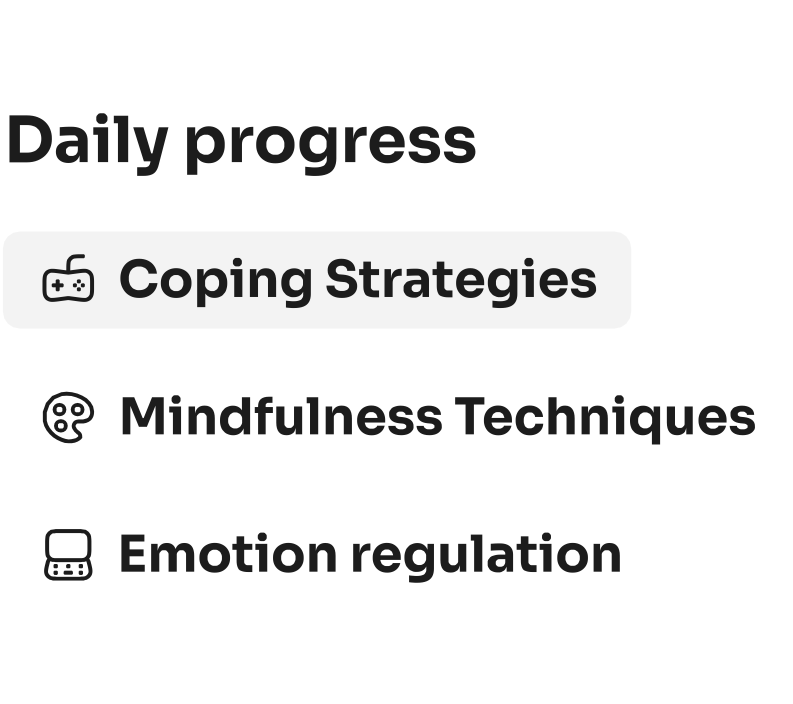 Daily progress
Coping Strategies
Mindfulness Techniques
Emotion regulation